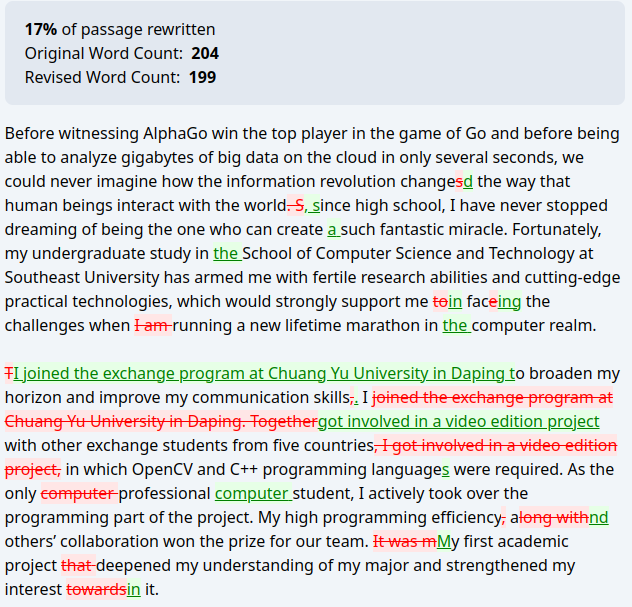 17% of passage rewritten
Original Word Count: 204
Revised Word Count: 199
Before witnessing AlphaGo win the top player in the game of Go and before being
able to analyze gigabytes of big data on the cloud in only several seconds, we
could never imagine how the information revolution changesd the way that
human beings interact with the world. S, since high school, I have never stopped
dreaming of being the one who can create a such fantastic miracle. Fortunately,
my undergraduate study in the School of Computer Science and Technology at
Southeast University has armed me with fertile research abilities and cutting-edge
practical technologies, which would strongly support me toin faceing the
challenges when I am running a new lifetime marathon in the computer realm.
TI joined the exchange program at Chuang Yu University in Daping to broaden my
horizon and improve my communication skills,. I joined the exchange program at
Chuang Yu University in Daping. Togethergot involved in a video edition project
with other exchange students from five countries, I got involved in a video edition
project, in which OpenCV and C++ programming languages were required. As the
only computer professional computer student, I actively took over the
programming part of the project. My high programming efficiency, along withnd
others’ collaboration won the prize for our team. It was mMy first academic
project that deepened my understanding of my major and strengthened my
interest towardsin it.